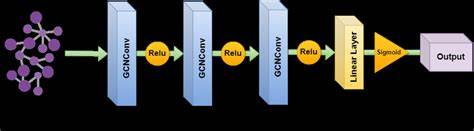 GCNConv
Relu
GCNConv
Relu
GCNConv
Relu
Linear Layer
Sigmoid
Output